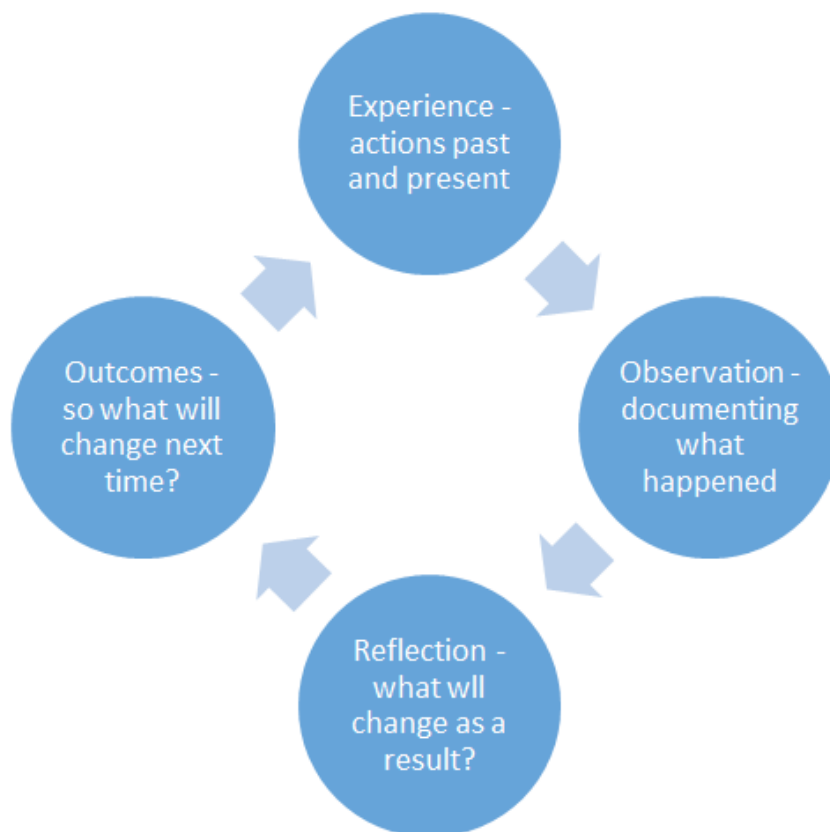 Experience -
actions past
and present
Observation -
documenting
what
happened
Reflection -
what wll
change as a
result?
Outcomes -
so what will
change next
time?